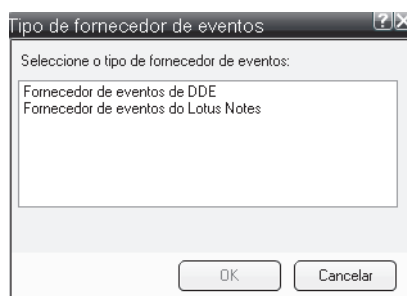 Tipo de fornecedor de eventos
Seleccione o tipo de fornecedor de eventos:
Fornecedor de eventos de DDE
Fornecedor de eventos do Lotus Notes
OK
Cancelar